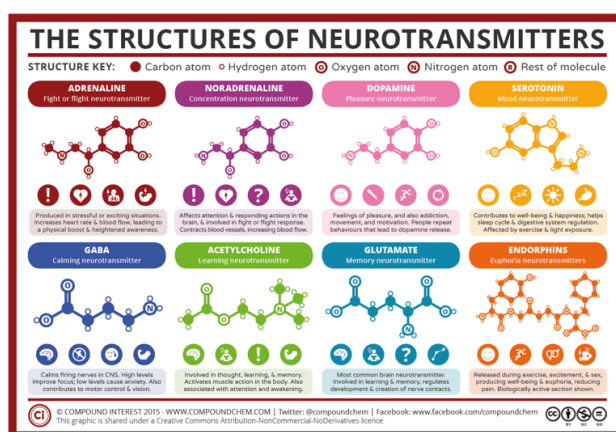 THE STRUCTURES OF NEUROTRANSMITTERS
STRUCTURE KEY: Carbon atom Hydrogen atom O Oxygen atom N Nitrogen atom R Rest of molecule
ADRENALINE
Fight or flight neurotransmitter
Produced in stressful or exciting situations.
Increases heart rate & blood flow, leading to
a physical boost & heightened awareness.
NORADRENALINE
Concentration neurotransmitter
Affects attention & responding actions in the
brain, & involved in fight or flight response.
Contracts blood vessels, increasing blood flow.
DOPAMINE
Pleasure neurotransmitter
Feelings of pleasure, and also addiction,
movement, and motivation. People repeat
behaviours that lead to dopamine release.
SEROTONIN
Mood neurotransmitter
Contributes to well-being & happiness; helps
sleep cycle & digestive system regulation.
Affected by exercise & light exposure.
GABA
Calming neurotransmitter
Calms firing nerves in CNS. High levels
improve focus; low levels cause anxiety. Also
contributes to motor control & vision.
ACETYLCHOLINE
Learning neurotransmitter
Involved in thought, learning, & memory.
Activates muscle action in the body. Also
associated with attention and awakening.
GLUTAMATE
Memory neurotransmitter
Most common brain neurotransmitter.
Involved in learning & memory, regulates
development & creation of nerve contacts.
ENDORPHINS
Euphoria neurotransmitters
Released during exercise, excitement, & sex,
producing well-being & euphoria, reducing
pain. Biologically active section shown.
Ci
© COMPOUND INTEREST 2015 - WWW.COMPOUNDCHEM.COM | Twitter: @compoundchem | Facebook: www.facebook.com/compoundchem
This graphic is shared under a Creative Commons Attribution-NonCommercial-NoDerivatives licence.